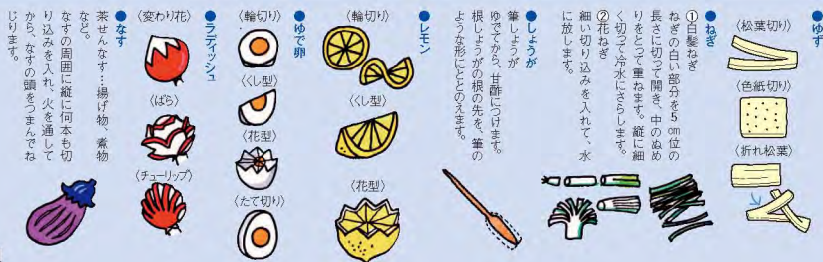 ●ゆず
〈松葉切り〉
〈色紙切り〉
〈折れ松葉〉
●ねぎ
①白髪ねぎ
ねぎの白い部分を5cm位の
長さに切って開き、中のぬめ
りをとって重ねます。縦に細
く切って冷水にさらします。
②花ねぎ
細い切り込みを入れて、水
に放します。
●しょうが
筆しょうが
ゆでてから、甘酢につけます。
根しょうがの根の先を、筆の
ような形にととのえます。
●レモン
〈輪切り〉
〈くし型〉
〈花型〉
●ゆで卵
〈輪切り〉
〈くし型〉
〈花型〉
〈たて切り〉
●ラディッシュ
〈変わり花〉
〈ばら〉
〈チューリップ〉
●なす
茶せんなす…揚げ物、煮物
など。
なすの周囲に縦に何本も切
り込みを入れ、火を通して
から、なすの頭をつまんでね
じります。